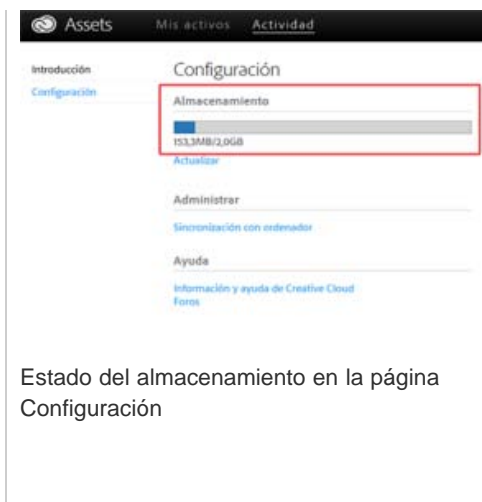 Assets Mis activos Actividad
Introducción
Configuración
Configuración
Almacenamiento
153,3MB/2,0GB
Actualizar
Administrar
Sincronización con ordenador
Ayuda
Información y ayuda de Creative Cloud
Foros
Estado del almacenamiento en la página
Configuración